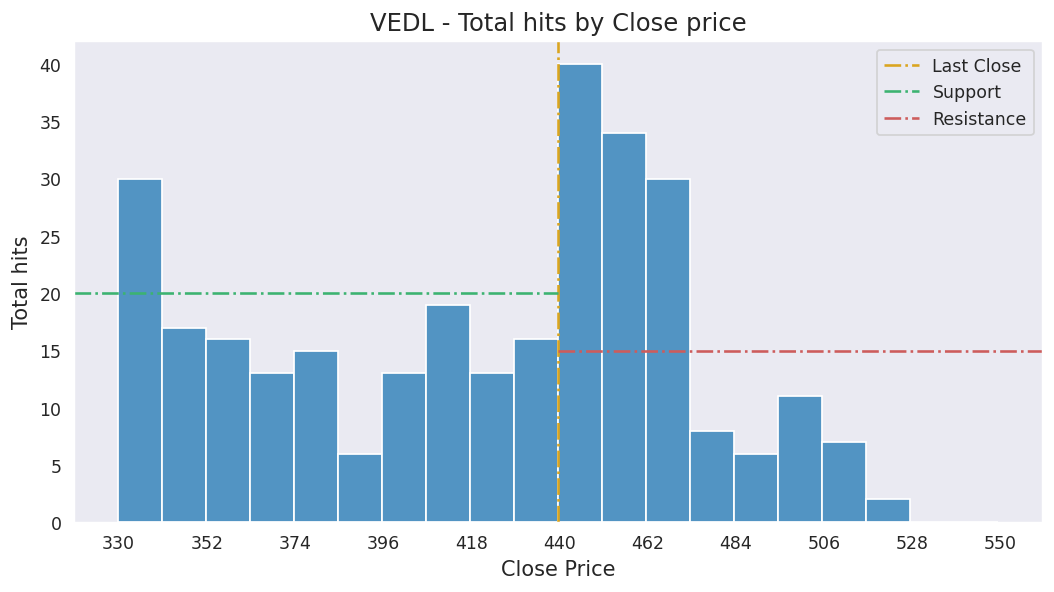 VEDL - Total hits by Close price
Last Close
Support
Resistance
Total hits
40
35
30
25
20
15
10
5
0
330 352 374 396 418 440 462 484 506 528 550
Close Price